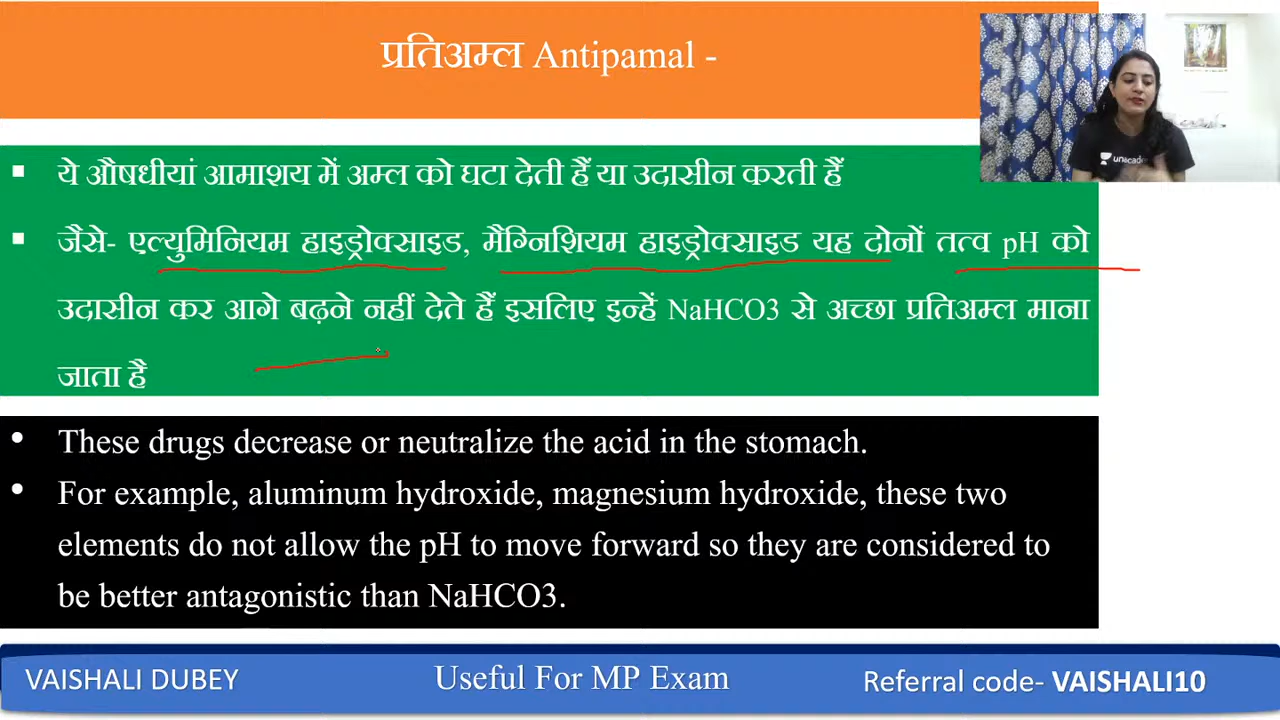 प्रतिअम्ल Antipamal -
unacade
ये औषधीयां आमाशय में अम्ल को घटा देती हैं या उदासीन करती हैं
जैसे- एल्युमिनियम हाइड्रोक्साइड, मैग्निशियम हाइड्रोक्साइड यह दोनों तत्व pH को
उदासीन कर आगे बढ़ने नहीं देते हैं इसलिए इन्हें NaHCO3 से अच्छा प्रतिअम्ल माना
जाता है
These drugs decrease or neutralize the acid in the stomach.
For example, aluminum hydroxide, magnesium hydroxide, these two
elements do not allow the pH to move forward so they are considered to
be better antagonistic than NaHCO3.
VAISHALI DUBEY
Useful For MP Exam
Referral code- VAISHALI10